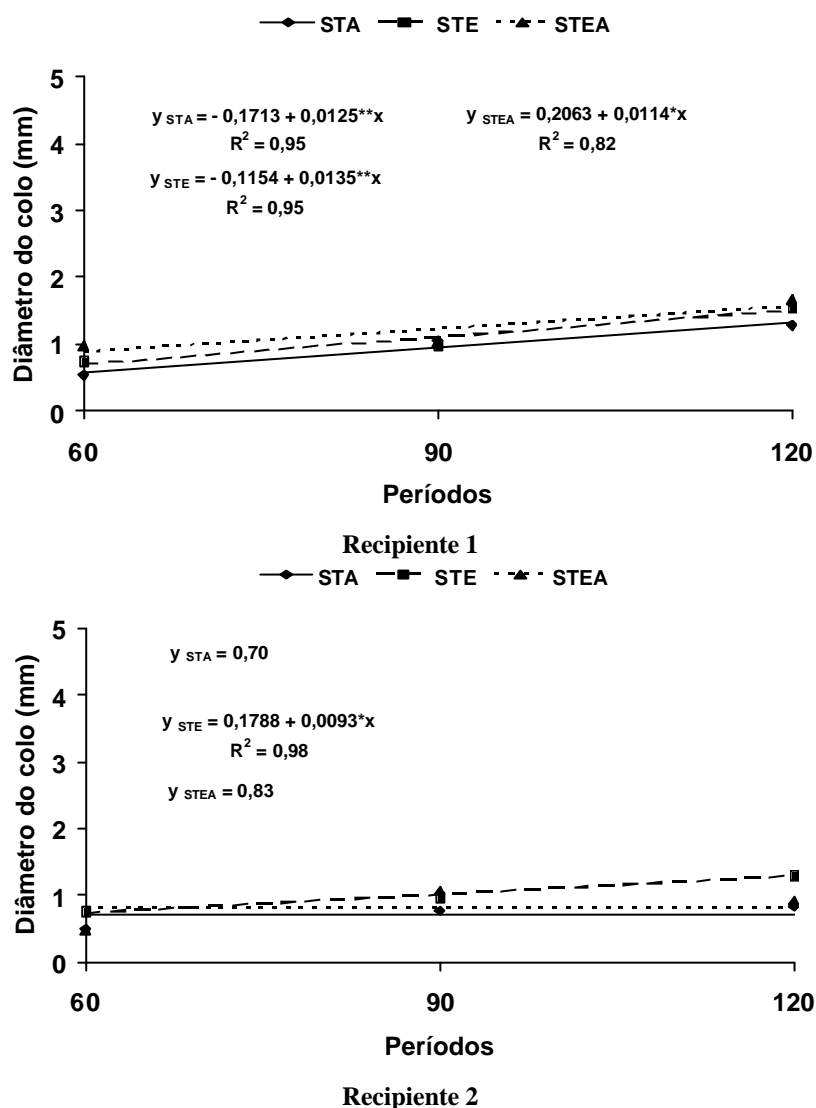 STA STE STEA
Diâmetro do colo (mm)
5
4
3
2
1
0
y STA = - 0,1713 + 0,0125**x
R² = 0,95
y STEA = 0,2063 + 0,0114*x
R² = 0,82
y STE = - 0,1154 + 0,0135**x
R² = 0,95
60 90 120
Períodos
Recipiente 1
STA STE STEA
Diâmetro do colo (mm)
5
4
3
2
1
0
y STA = 0,70
y STE = 0,1788 + 0,0093*x
R² = 0,98
y STEA = 0,83
60 90 120
Períodos
Recipiente 2